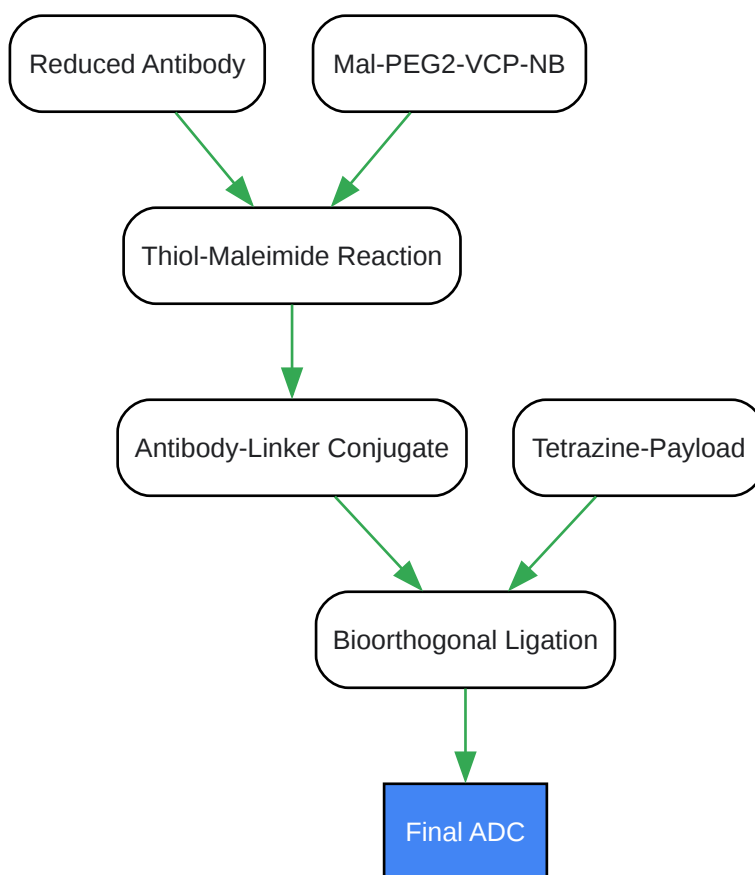 Reduced Antibody
Mal-PEG2-VCP-NB
Thiol-Maleimide Reaction
Antibody-Linker Conjugate
Tetrazine-Payload
Bioorthogonal Ligation
Final ADC